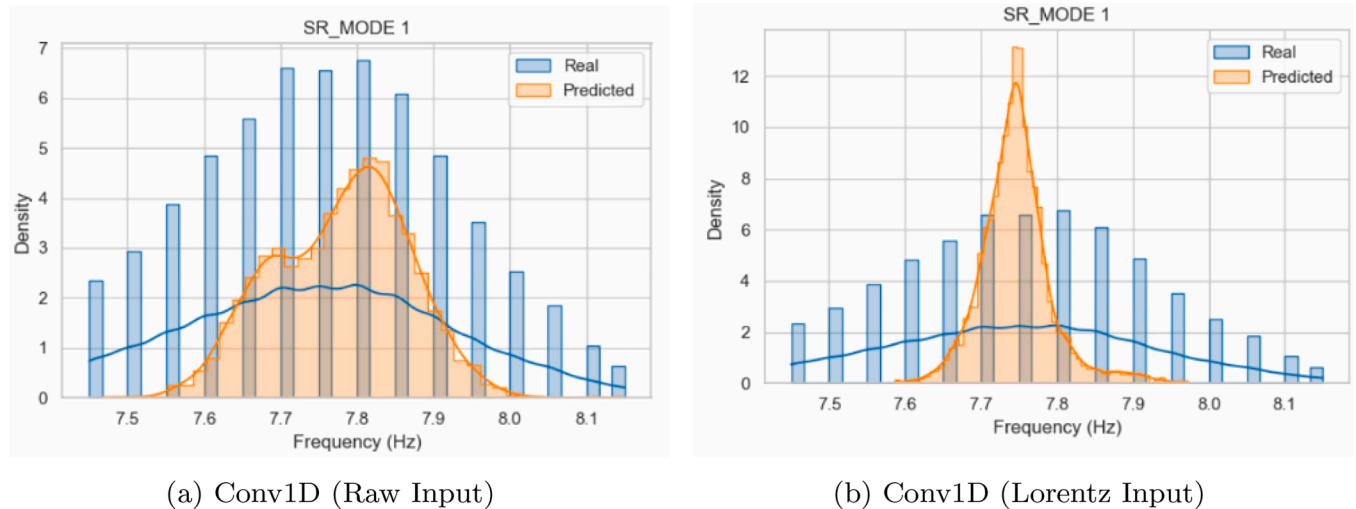 SR_MODE 1
Real
Predicted
7
6
5
4
3
2
1
0
Density
7.5 7.6 7.7 7.8 7.9 8.0 8.1
Frequency (Hz)
(a) Conv1D (Raw Input)
SR_MODE 1
Real
Predicted
12
10
8
6
4
2
0
Density
7.5 7.6 7.7 7.8 7.9 8.0 8.1
Frequency (Hz)
(b) Conv1D (Lorentz Input)